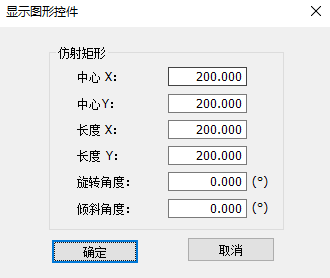 显示图形控件
仿射矩形
中心 X： 200.000
中心Y： 200.000
长度 X： 200.000
长度 Y： 200.000
旋转角度： 0.000 (°)
倾斜角度： 0.000 (°)
确定 取消